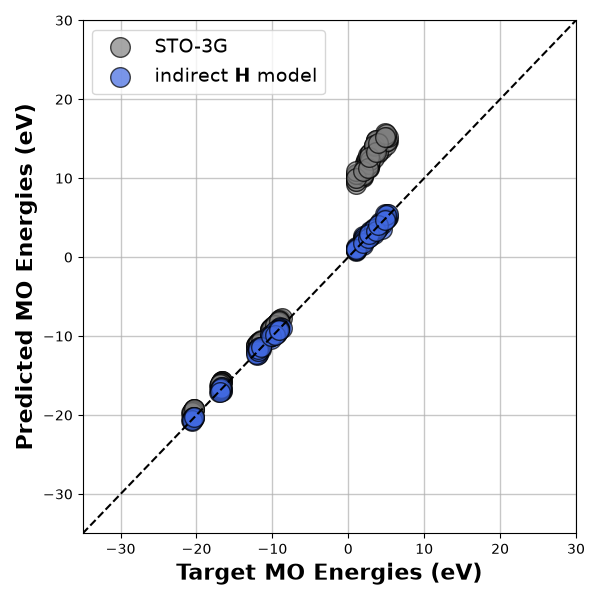 STO-3G
indirect H model
Predicted MO Energies (eV)
30
20
10
0
−10
−20
−30
−30 −20 −10 0 10 20 30
Target MO Energies (eV)